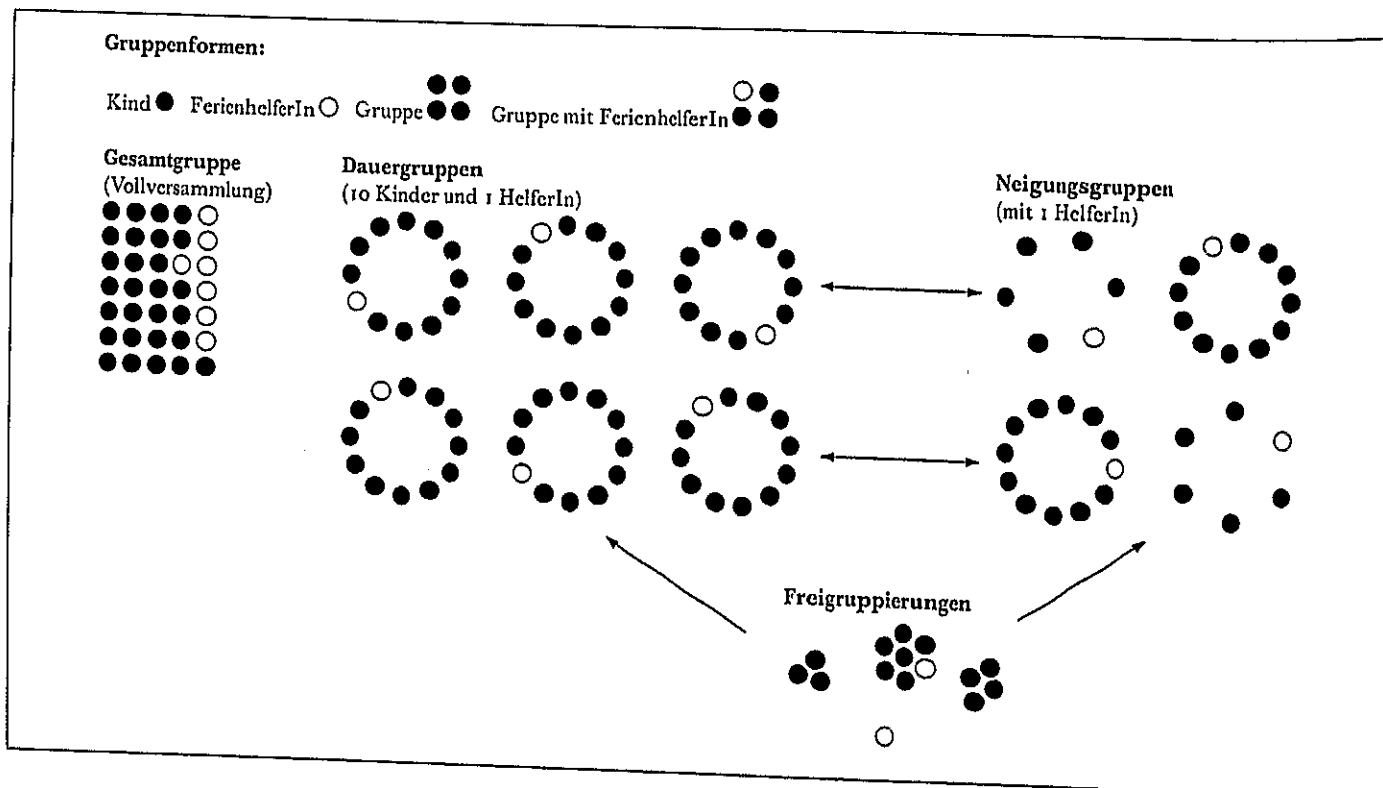 Gruppenformen:
Kind FerienhelferIn Gruppe Gruppe mit FerienhelferIn
Gesamtgruppe
(Vollversammlung)
Dauergruppen
(10 Kinder und 1 HelferIn)
Neigungsgruppen
(mit 1 HelferIn)
Freigruppierungen